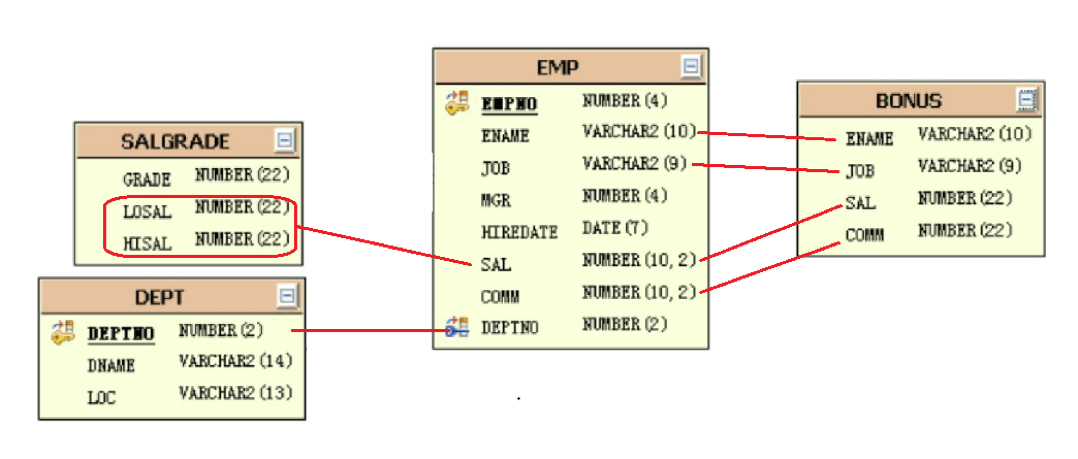 SALGRADE
GRADE NUMBER(22)
LOSAL NUMBER(22)
HISAL NUMBER(22)
DEPT
DEPTNO NUMBER(2)
DNAME VARCHAR2(14)
LOC VARCHAR2(13)
EMP
EMPNO NUMBER(4)
ENAME VARCHAR2(10)
JOB VARCHAR2(9)
MGR NUMBER(4)
HIREDATE DATE(7)
SAL NUMBER(10, 2)
COMM NUMBER(10, 2)
DEPTNO NUMBER(2)
BONUS
ENAME VARCHAR2(10)
JOB VARCHAR2(9)
SAL NUMBER(22)
COMM NUMBER(22)